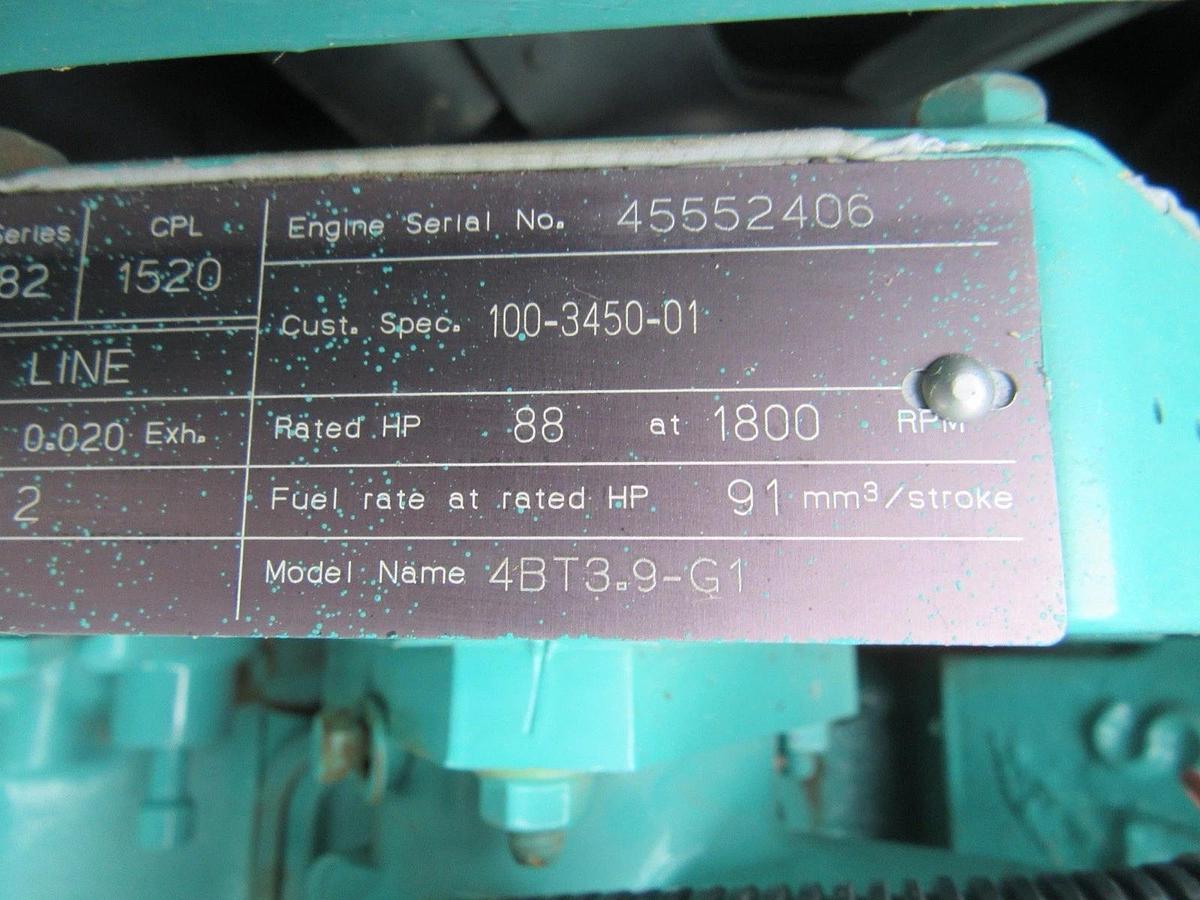 Series CPL Engine Serial No. 45552406
82 1520
Cust. Spec. 100-3450-01
LINE
0.020 Exh. Rated HP 88 at 1800 RPM
2 Fuel rate at rated HP 91 mm³/stroke
Model Name 4BT3.9-G1